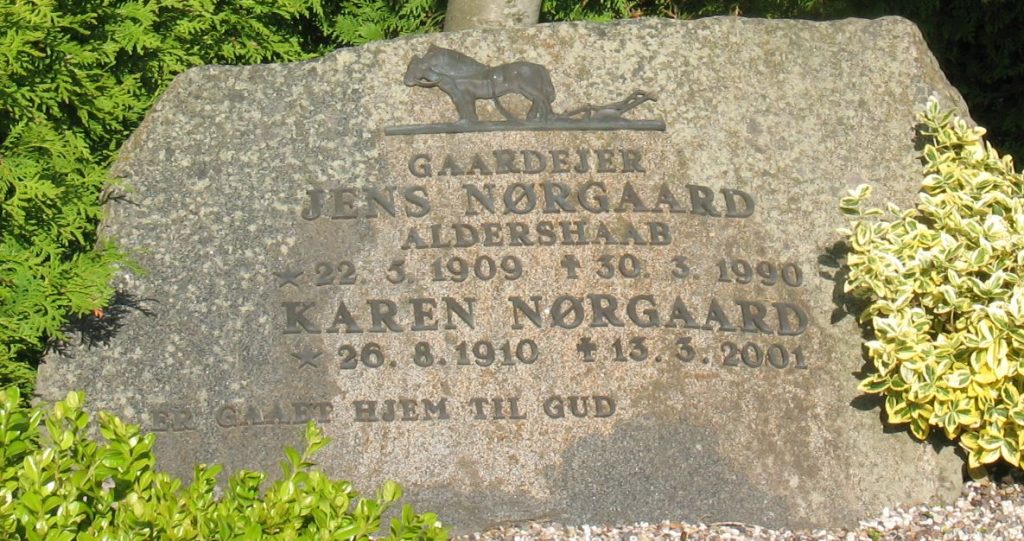 GAARDEJER
JENS NØRGAARD
ALDERSHAAB
★ 22. 5. 1909 ✝ 30. 3. 1990
KAREN NØRGAARD
★ 26. 8. 1910 ✝ 13. 3. 2001
ER GAAET HJEM TIL GUD